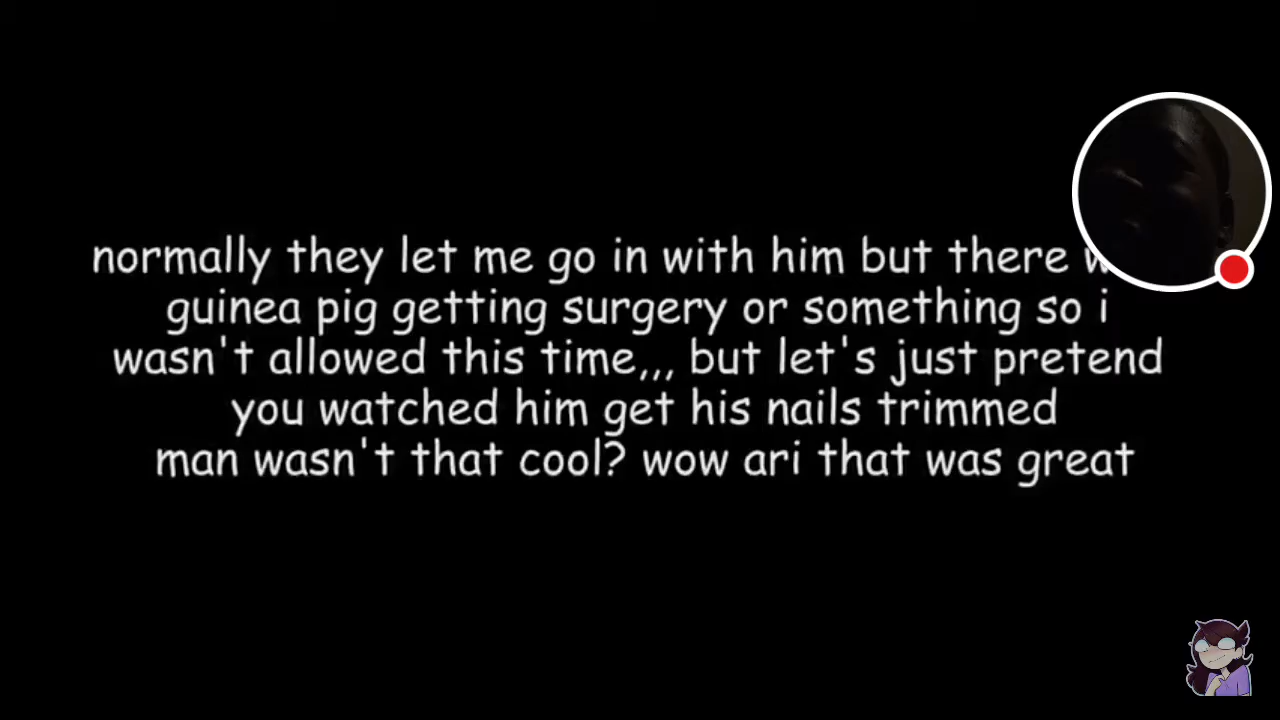 normally they let me go in with him but there
guinea pig getting surgery or something so i
wasn't allowed this time,,, but let's just pretend
you watched him get his nails trimmed
man wasn't that cool? wow ari that was great